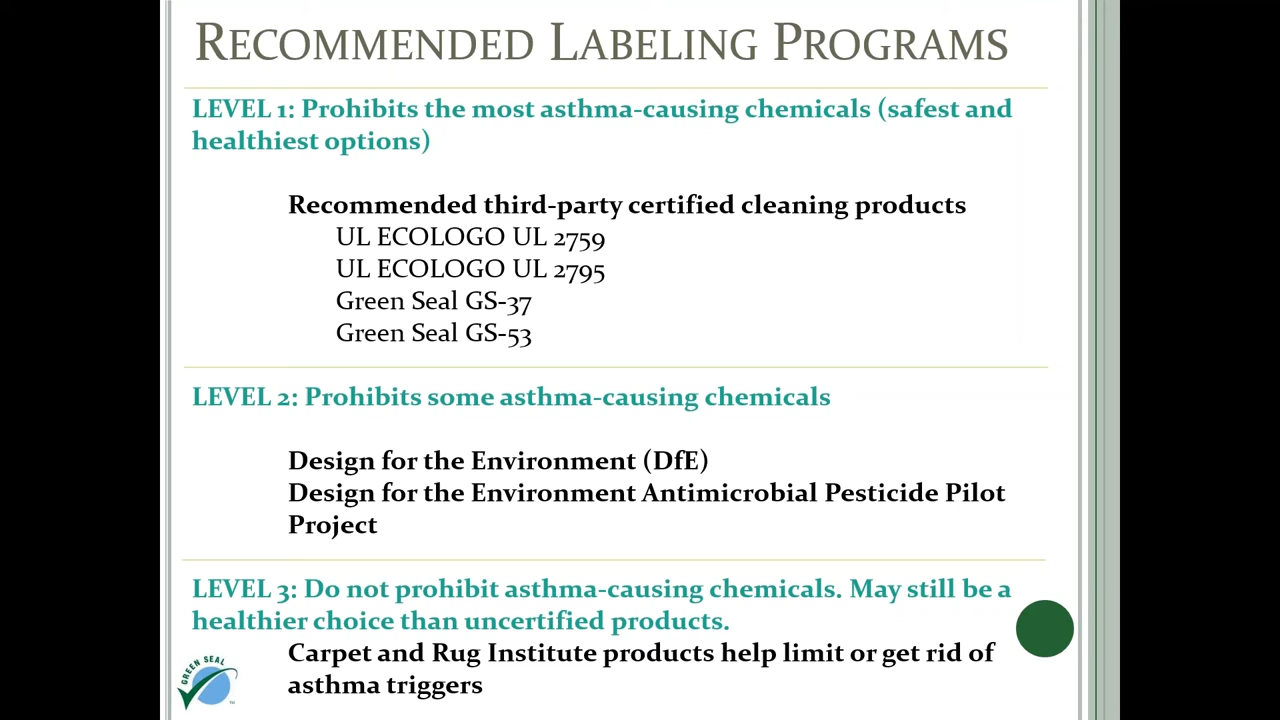 RECOMMENDED LABELING PROGRAMS
LEVEL 1: Prohibits the most asthma-causing chemicals (safest and
healthiest options)
Recommended third-party certified cleaning products
UL ECOLOGO UL 2759
UL ECOLOGO UL 2795
Green Seal GS-37
Green Seal GS-53
LEVEL 2: Prohibits some asthma-causing chemicals
Design for the Environment (DfE)
Design for the Environment Antimicrobial Pesticide Pilot
Project
LEVEL 3: Do not prohibit asthma-causing chemicals. May still be a
healthier choice than uncertified products.
Carpet and Rug Institute products help limit or get rid of
asthma triggers
GREEN SEAL